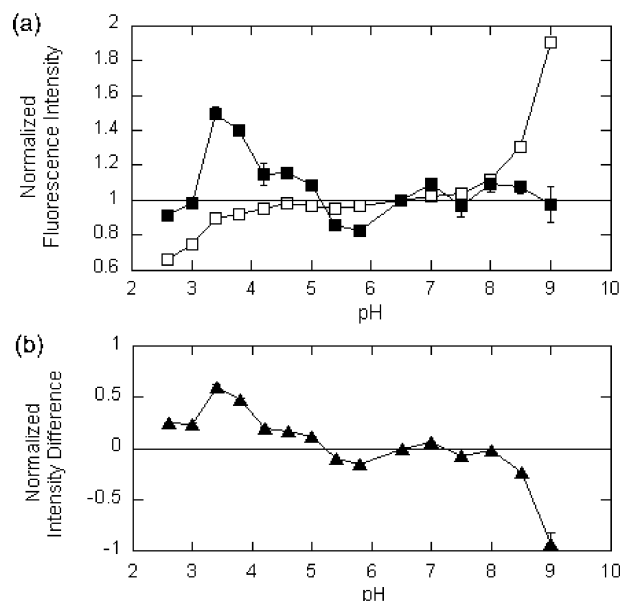 (a)
Normalized
Fluorescence Intensity
2
1.8
1.6
1.4
1.2
1
0.8
0.6
2 3 4 5 6 7 8 9 10
pH
(b)
Normalized
Intensity Difference
1
0.5
0
-0.5
-1
2 3 4 5 6 7 8 9 10
pH